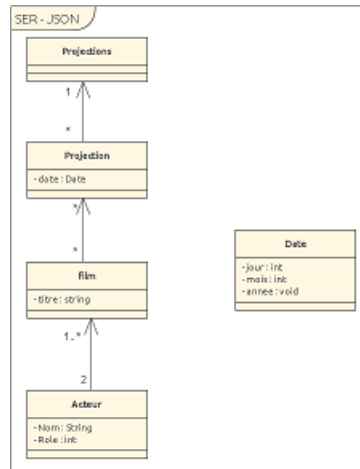 SER - JSON
Projections
1
*
Projection
- date : Date
*
*
film
- titre : string
1..*
2
Acteur
- Nom : String
- Role : int
Date
- jour : int
- mois : int
- annee : void